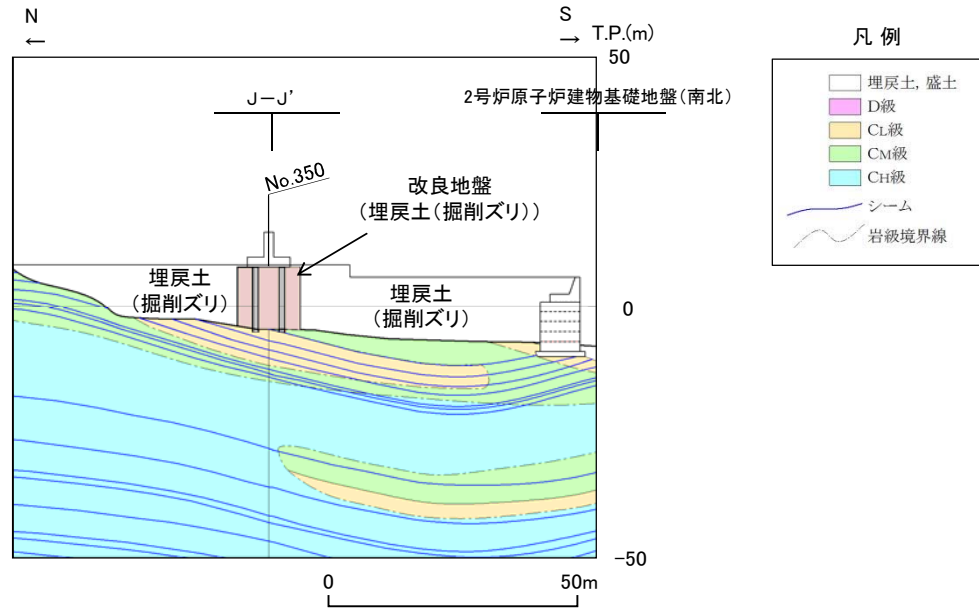 N
←
S
→
T.P.(m)
50
J－J’
2号炉原子炉建物基礎地盤(南北)
No.350
改良地盤
(埋戻土(掘削ズリ))
埋戻土
(掘削ズリ)
埋戻土
(掘削ズリ)
0
-50
0
50m
凡 例
埋戻土, 盛土
D級
CL級
CM級
CH級
シーム
岩級境界線